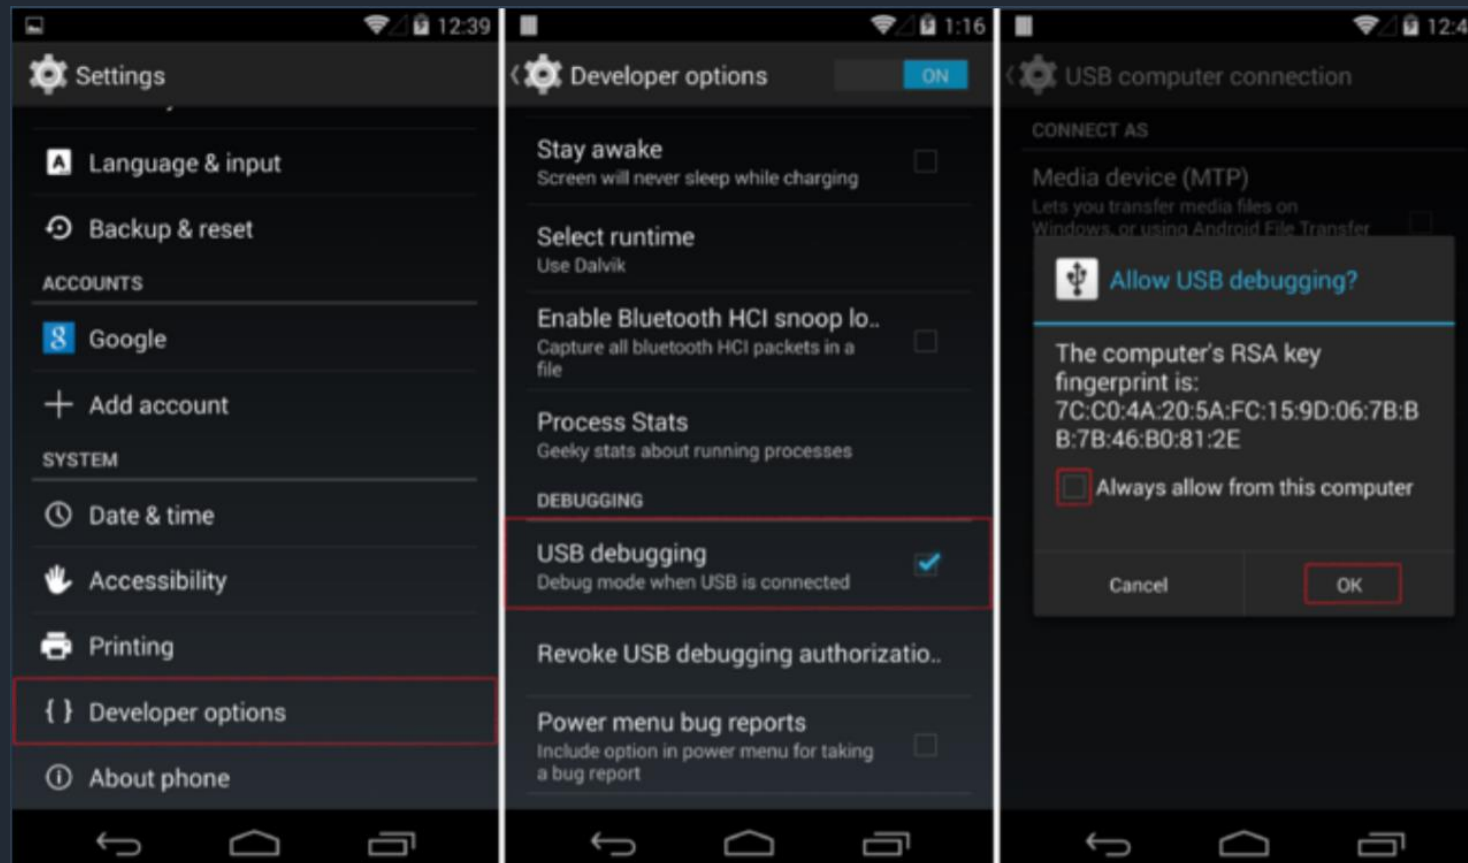 12:39
Settings
Language & input
Backup & reset
ACCOUNTS
Google
Add account
SYSTEM
Date & time
Accessibility
Printing
Developer options
About phone
1:16
Developer options
ON
Stay awake
Screen will never sleep while charging
Select runtime
Use Dalvik
Enable Bluetooth HCI snoop lo..
Capture all bluetooth HCI packets in a
file
Process Stats
Geeky stats about running processes
DEBUGGING
USB debugging
Debug mode when USB is connected
Revoke USB debugging authorizatio..
Power menu bug reports
Include option in power menu for taking
a bug report
12:4
USB computer connection
CONNECT AS
Media device (MTP)
Lets you transfer media files on
Windows, or using Android File Transfer
Allow USB debugging?
The computer's RSA key
fingerprint is:
7C:C0:4A:20:5A:FC:15:9D:06:7B:B
B:7B:46:B0:81:2E
Always allow from this computer
Cancel
OK